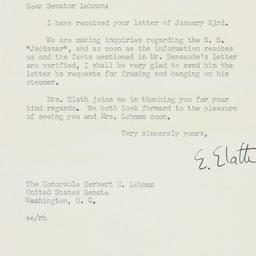 Dear Senator Lehman:
I have received your letter of January 23rd.
We are making inquiries regarding the S. S.
"Jackstar", and as soon as the information reaches
us and the facts mentioned in Mr. Bensaude's letter
are verified, I shall be very glad to send him the
letter he requests for framing and hanging on his
steamer.
Mrs. Elath joins me in thanking you for your
kind regards. We both look forward to the pleasure
of seeing you and Mrs. Lehman soon.
Very sincerely yours,
E. Elath
The Honorable Herbert H. Lehman
United States Senate
Washington, D. C.
ee/rh